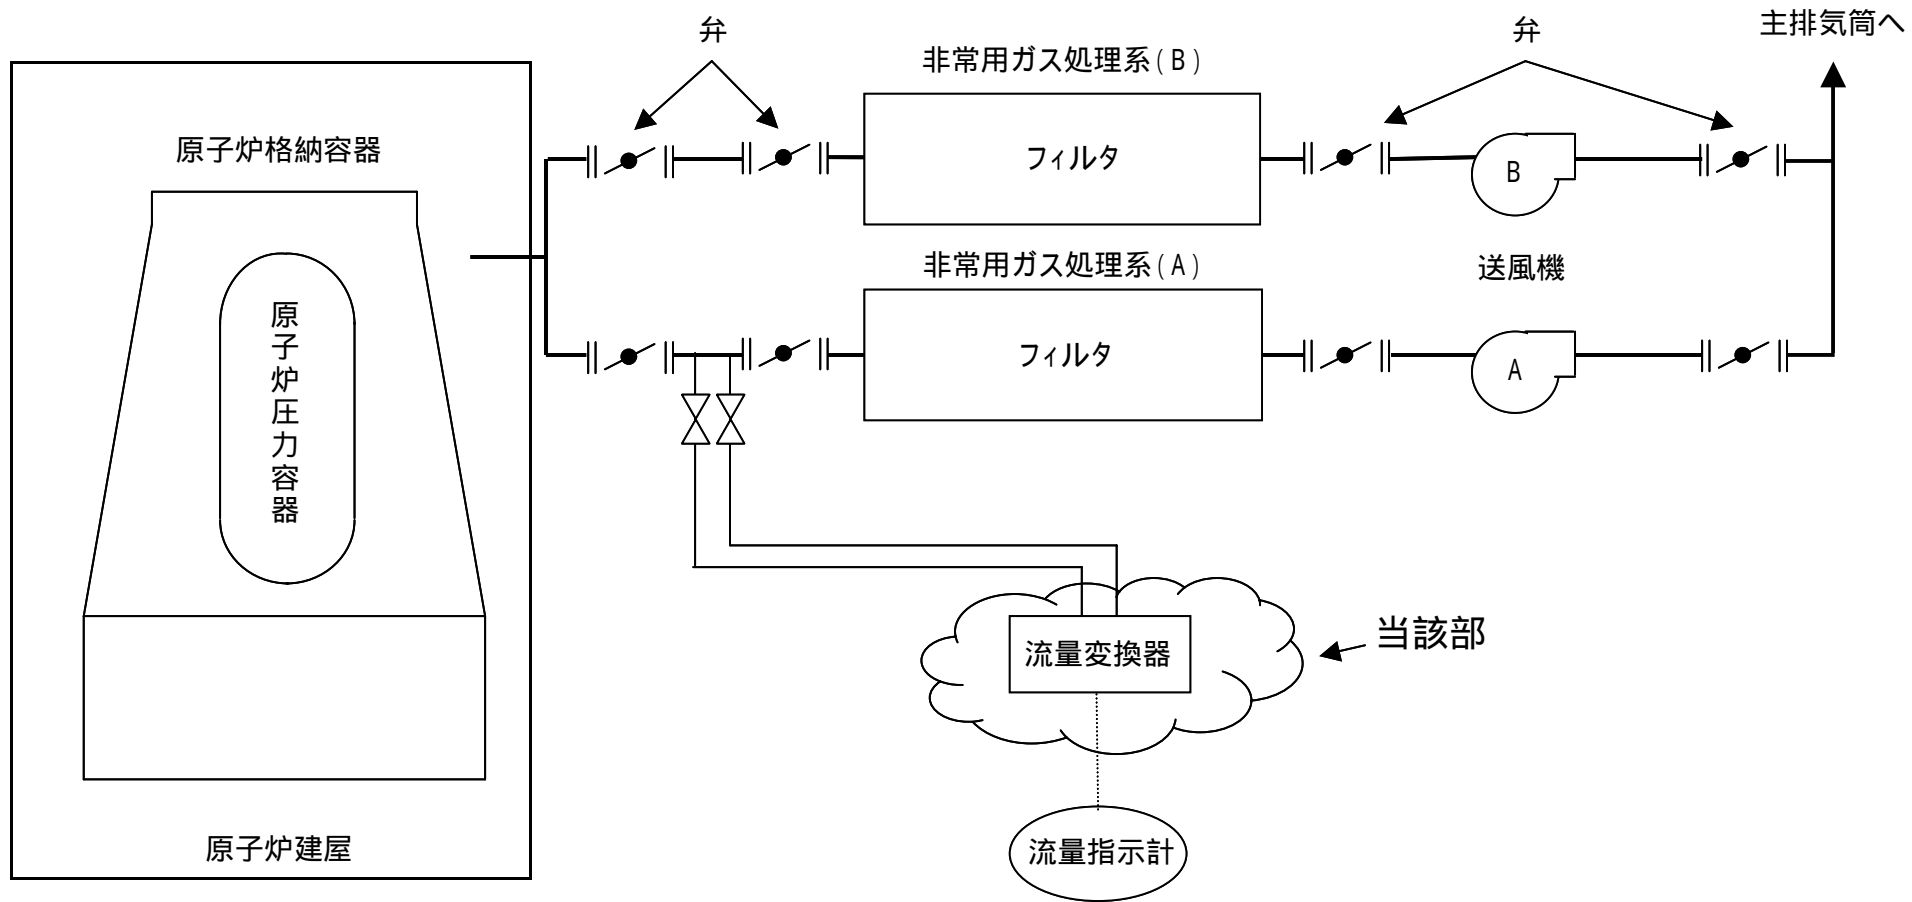 弁
弁
主排気筒へ
非常用ガス処理系(B)
原子炉格納容器
フィルタ
B
非常用ガス処理系(A)
送風機
原子炉圧力容器
フィルタ
A
当該部
流量変換器
原子炉建屋
流量指示計